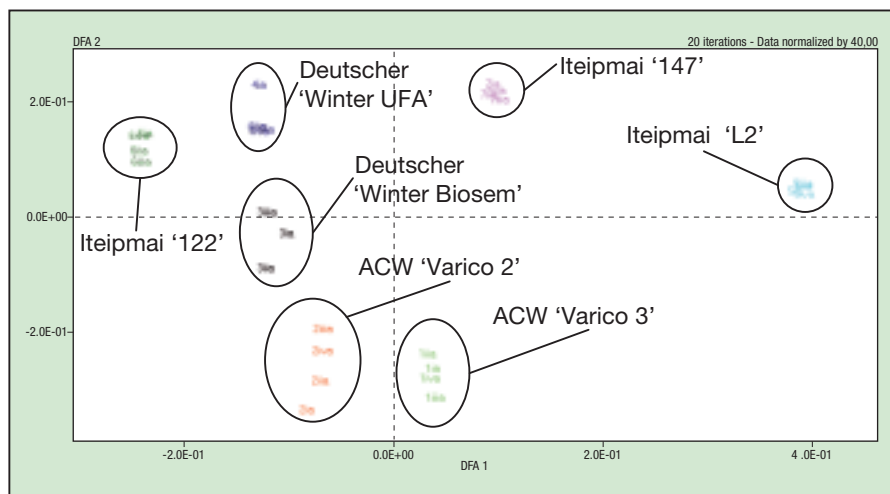 DFA 2
20 iterations - Data normalized by 40,00
Deutscher
‘Winter UFA’
Iteipmai ‘147’
2.0E-01
Iteipmai ‘L2’
Deutscher
‘Winter Biosem’
0.0E+00
Iteipmai ‘122’
ACW ‘Varico 2’
ACW ‘Varico 3’
-2.0E-01
-2.0E-01
0.0E+00
2.0E-01
4.0E-01
DFA 1